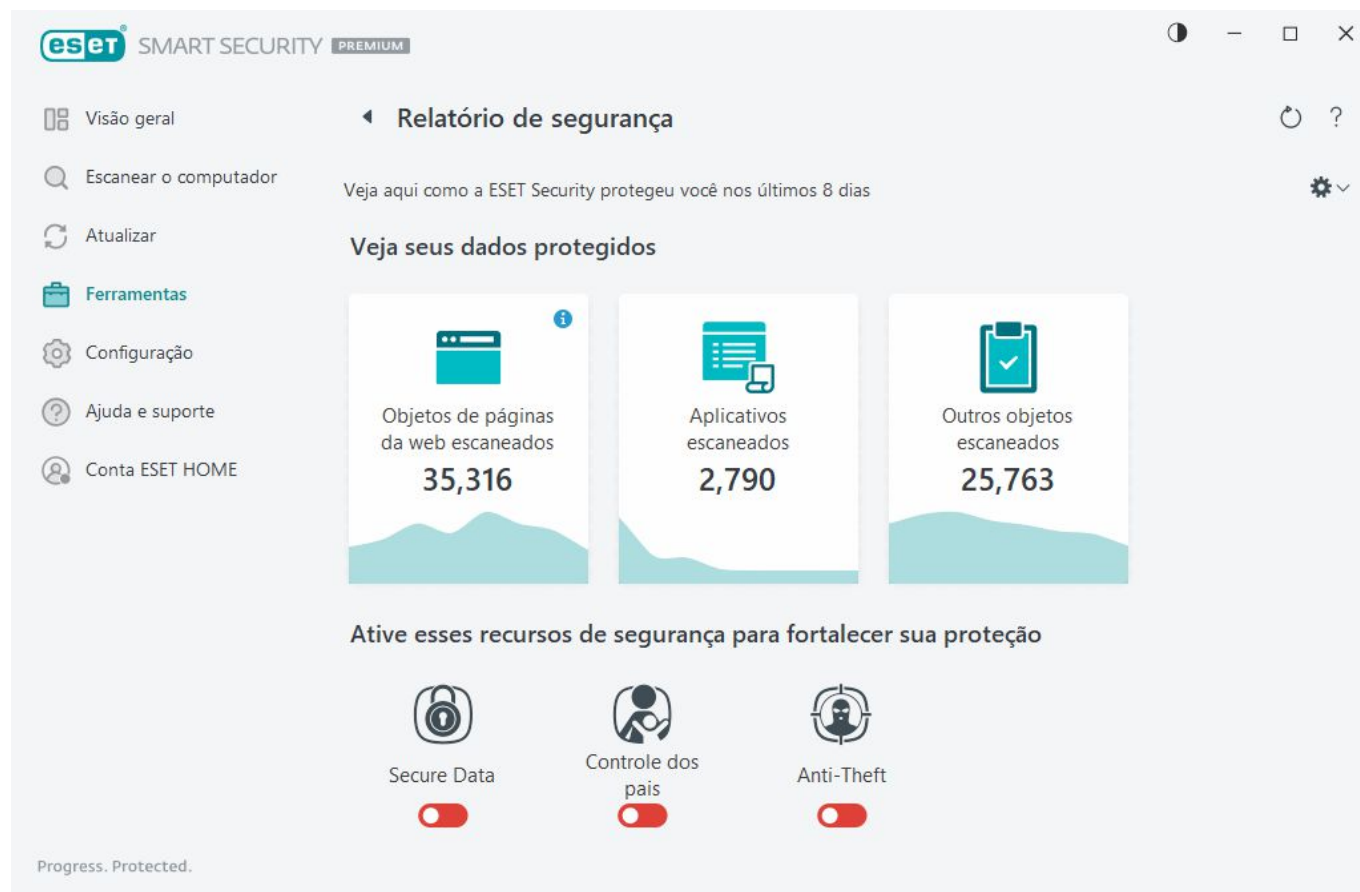 eset® SMART SECURITY PREMIUM
Visão geral
Escanear o computador
Atualizar
Ferramentas
Configuração
Ajuda e suporte
Conta ESET HOME
Relatório de segurança
?
Veja aqui como a ESET Security protegeu você nos últimos 8 dias
Veja seus dados protegidos
Objetos de páginas
da web escaneados
35,316
Aplicativos
escaneados
2,790
Outros objetos
escaneados
25,763
Ative esses recursos de segurança para fortalecer sua proteção
Secure Data
Controle dos
pais
Anti-Theft
Progress. Protected.